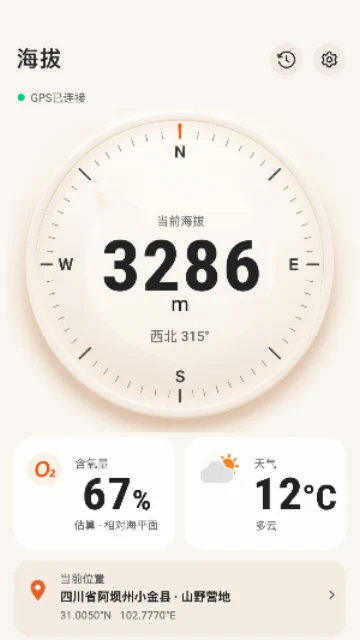 海拔
GPS已连接
N
当前海拔
W 3286 E
m
西北 315°
S
O₂ 含氧量
67%
估算 · 相对海平面
天气
12°C
多云
当前位置
四川省阿坝州小金县 · 山野营地
31.0050°N 102.7770°E